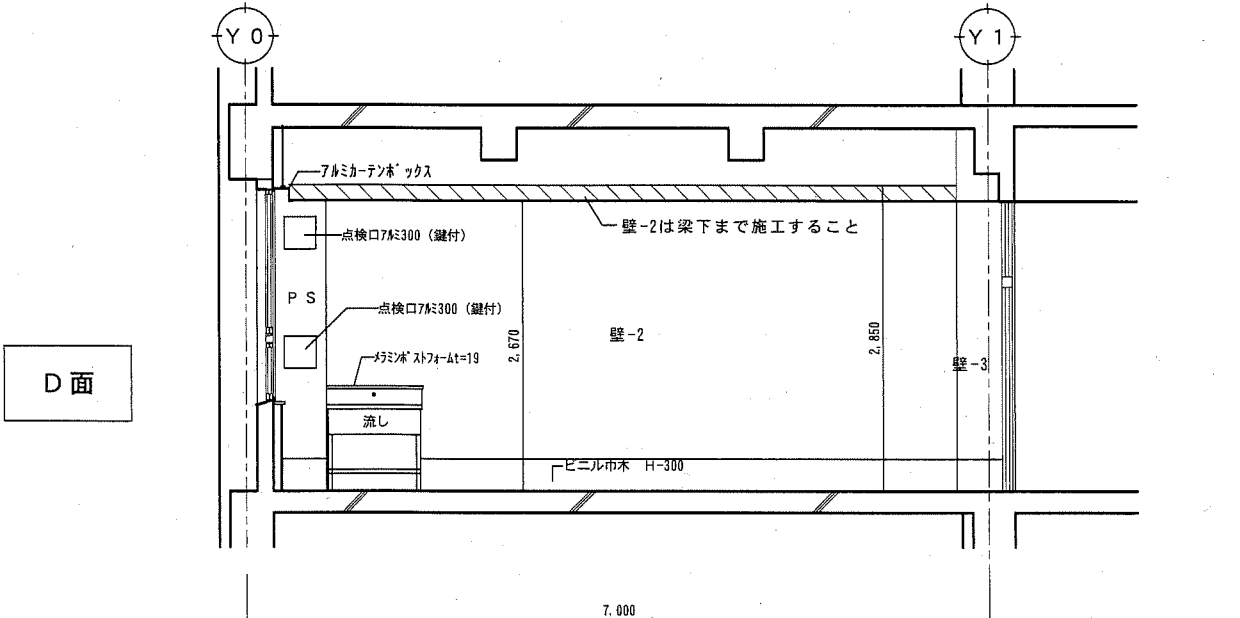 Y 0
Y 1
アルミカーテンボックス
壁-2は梁下まで施工すること
点検口アルミ300 (鍵付)
P S
点検口アルミ300 (鍵付)
2,670
壁-2
2,850
メラミンポストフォームt=19
壁-3
D面
流し
ビニル巾木 H-300
7,000